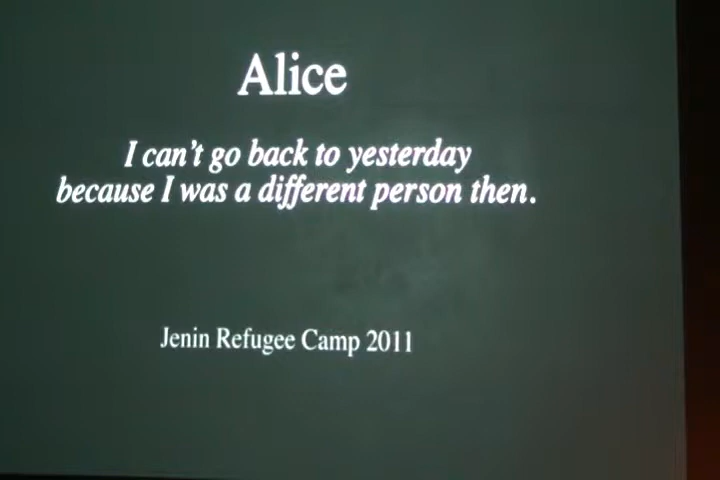 Alice
I can't go back to yesterday
because I was a different person then.
Jenin Refugee Camp 2011